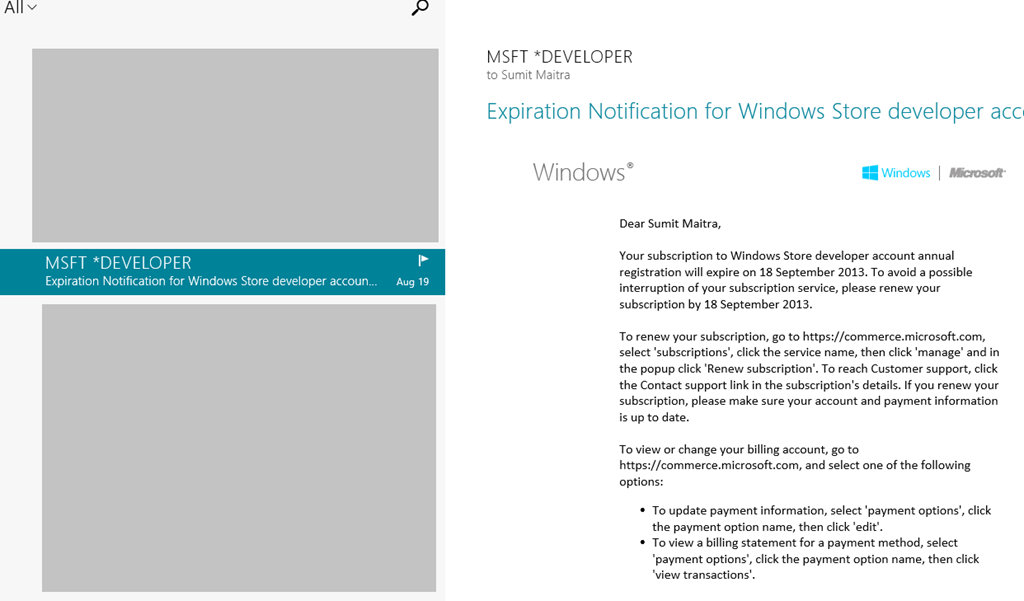 All
MSFT *DEVELOPER
Expiration Notification for Windows Store developer accoun...
Aug 19
MSFT *DEVELOPER
to Sumit Maitra
Expiration Notification for Windows Store developer acc
Windows®
Windows | Microsoft
Dear Sumit Maitra,
Your subscription to Windows Store developer account annual
registration will expire on 18 September 2013. To avoid a possible
interruption of your subscription service, please renew your
subscription by 18 September 2013.
To renew your subscription, go to https://commerce.microsoft.com,
select 'subscriptions', click the service name, then click 'manage' and in
the popup click 'Renew subscription'. To reach Customer support, click
the Contact support link in the subscription's details. If you renew your
subscription, please make sure your account and payment information
is up to date.
To view or change your billing account, go to
https://commerce.microsoft.com, and select one of the following
options:
• To update payment information, select 'payment options', click
the payment option name, then click 'edit'.
• To view a billing statement for a payment method, select
'payment options', click the payment option name, then click
'view transactions'.